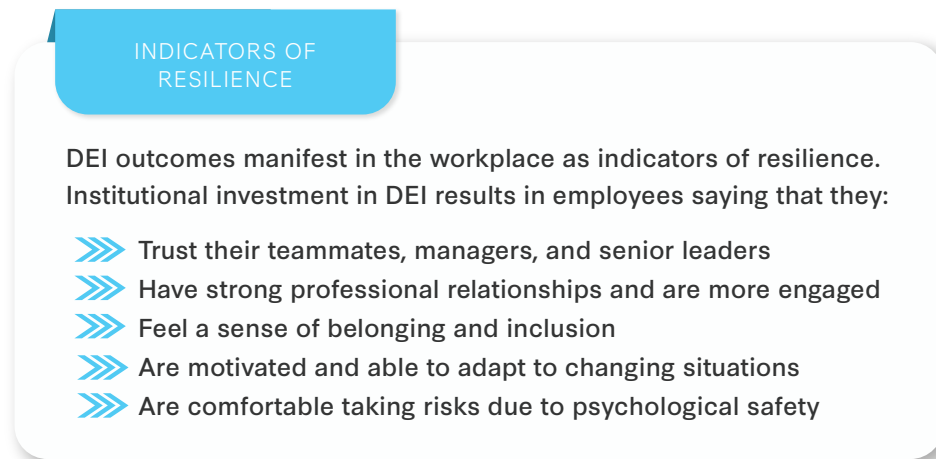 INDICATORS OF
RESILIENCE
DEI outcomes manifest in the workplace as indicators of resilience.
Institutional investment in DEI results in employees saying that they:
Trust their teammates, managers, and senior leaders
Have strong professional relationships and are more engaged
Feel a sense of belonging and inclusion
Are motivated and able to adapt to changing situations
Are comfortable taking risks due to psychological safety